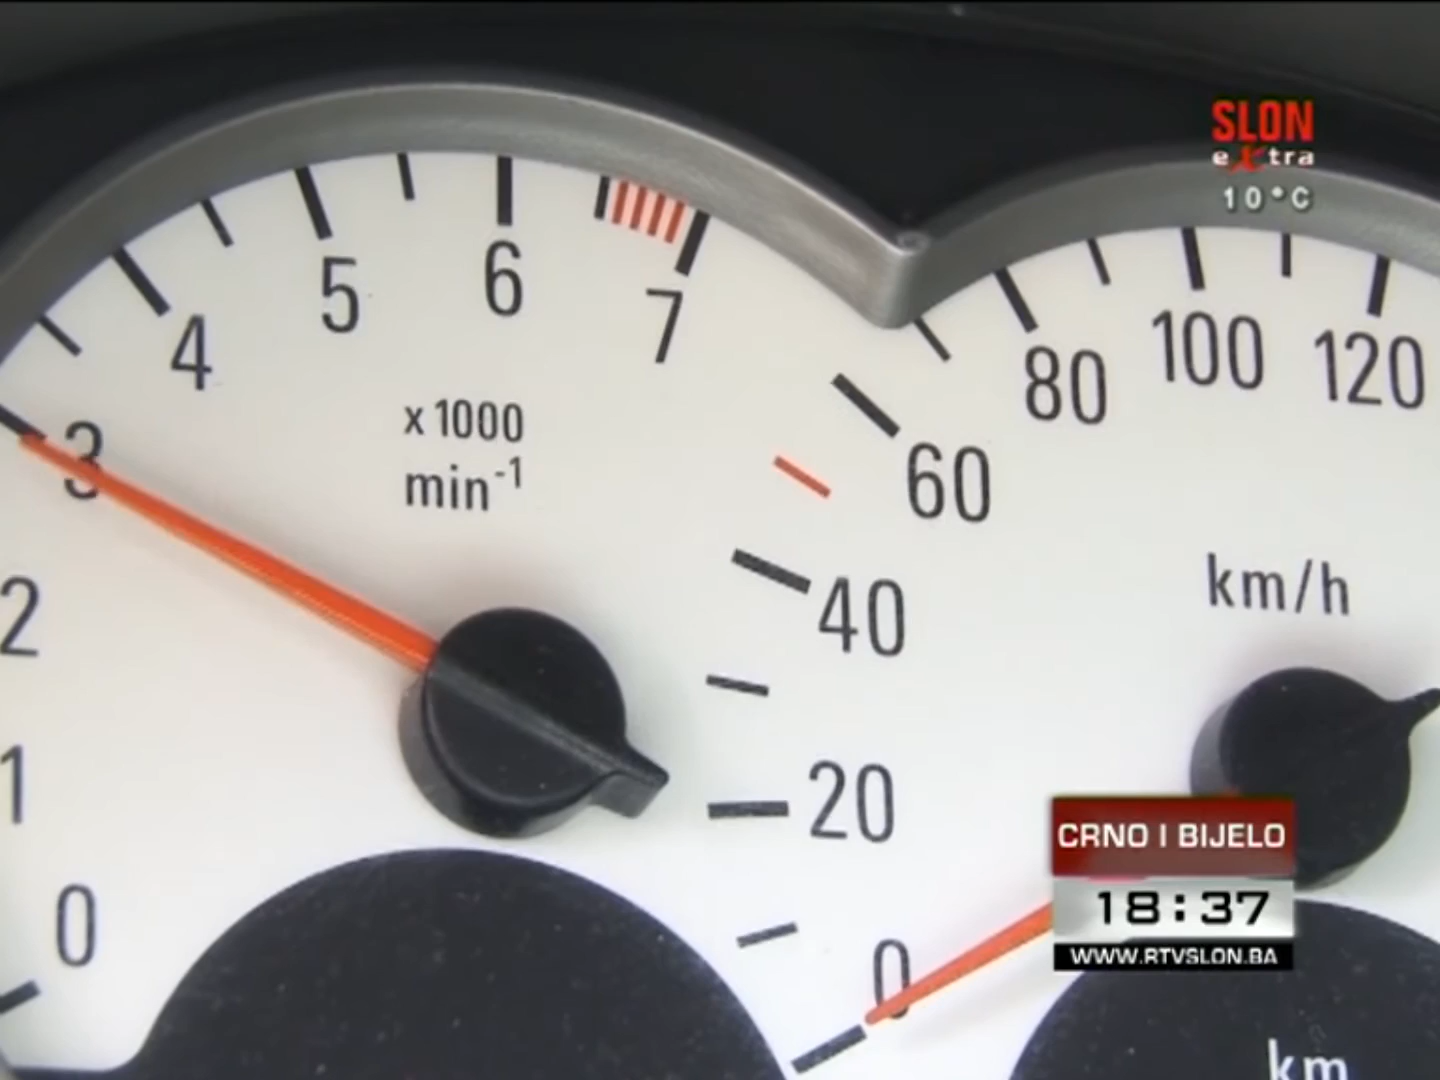 SLON
extra
10°C
5
6
7
4
3
2
1
0
x 1000
min⁻¹
80
100
120
60
40
20
0
km/h
km
CRNO I BIJELO
18:37
WWW.RTVSLON.BA